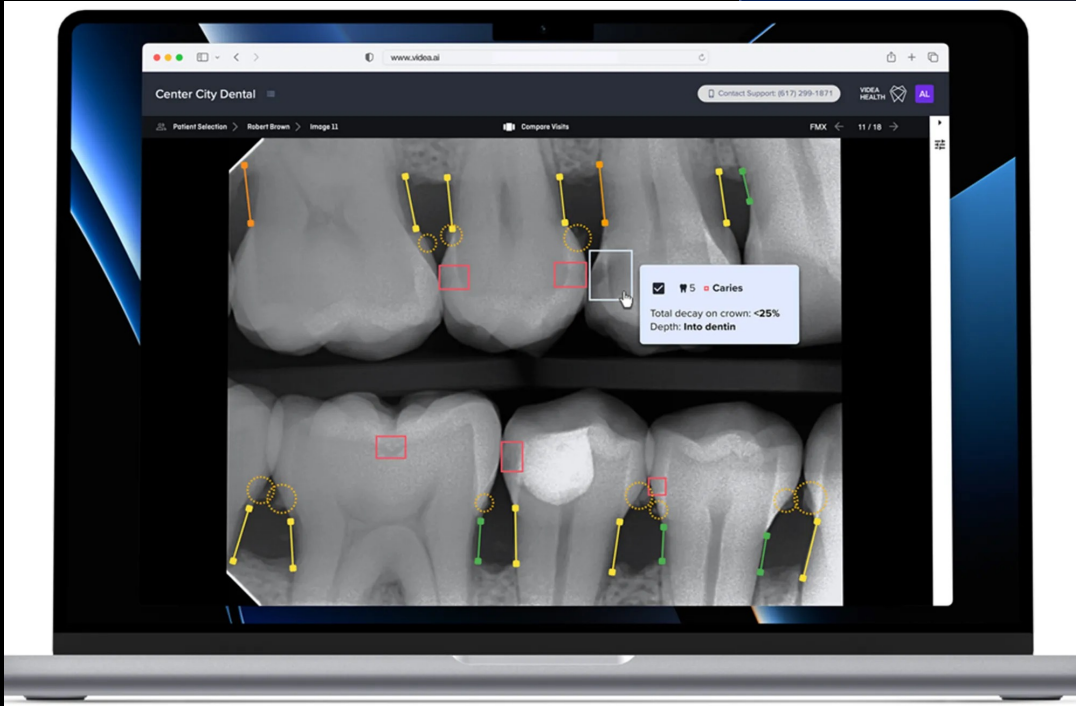 www.videa.ai
Center City Dental
Contact Support: (617) 299-1871
VIDEA
HEALTH
AL
Patient Selection > Robert Brown > Image 11
Compare Visits
FMX ← 11 / 18 →
5 Caries
Total decay on crown: <25%
Depth: Into dentin